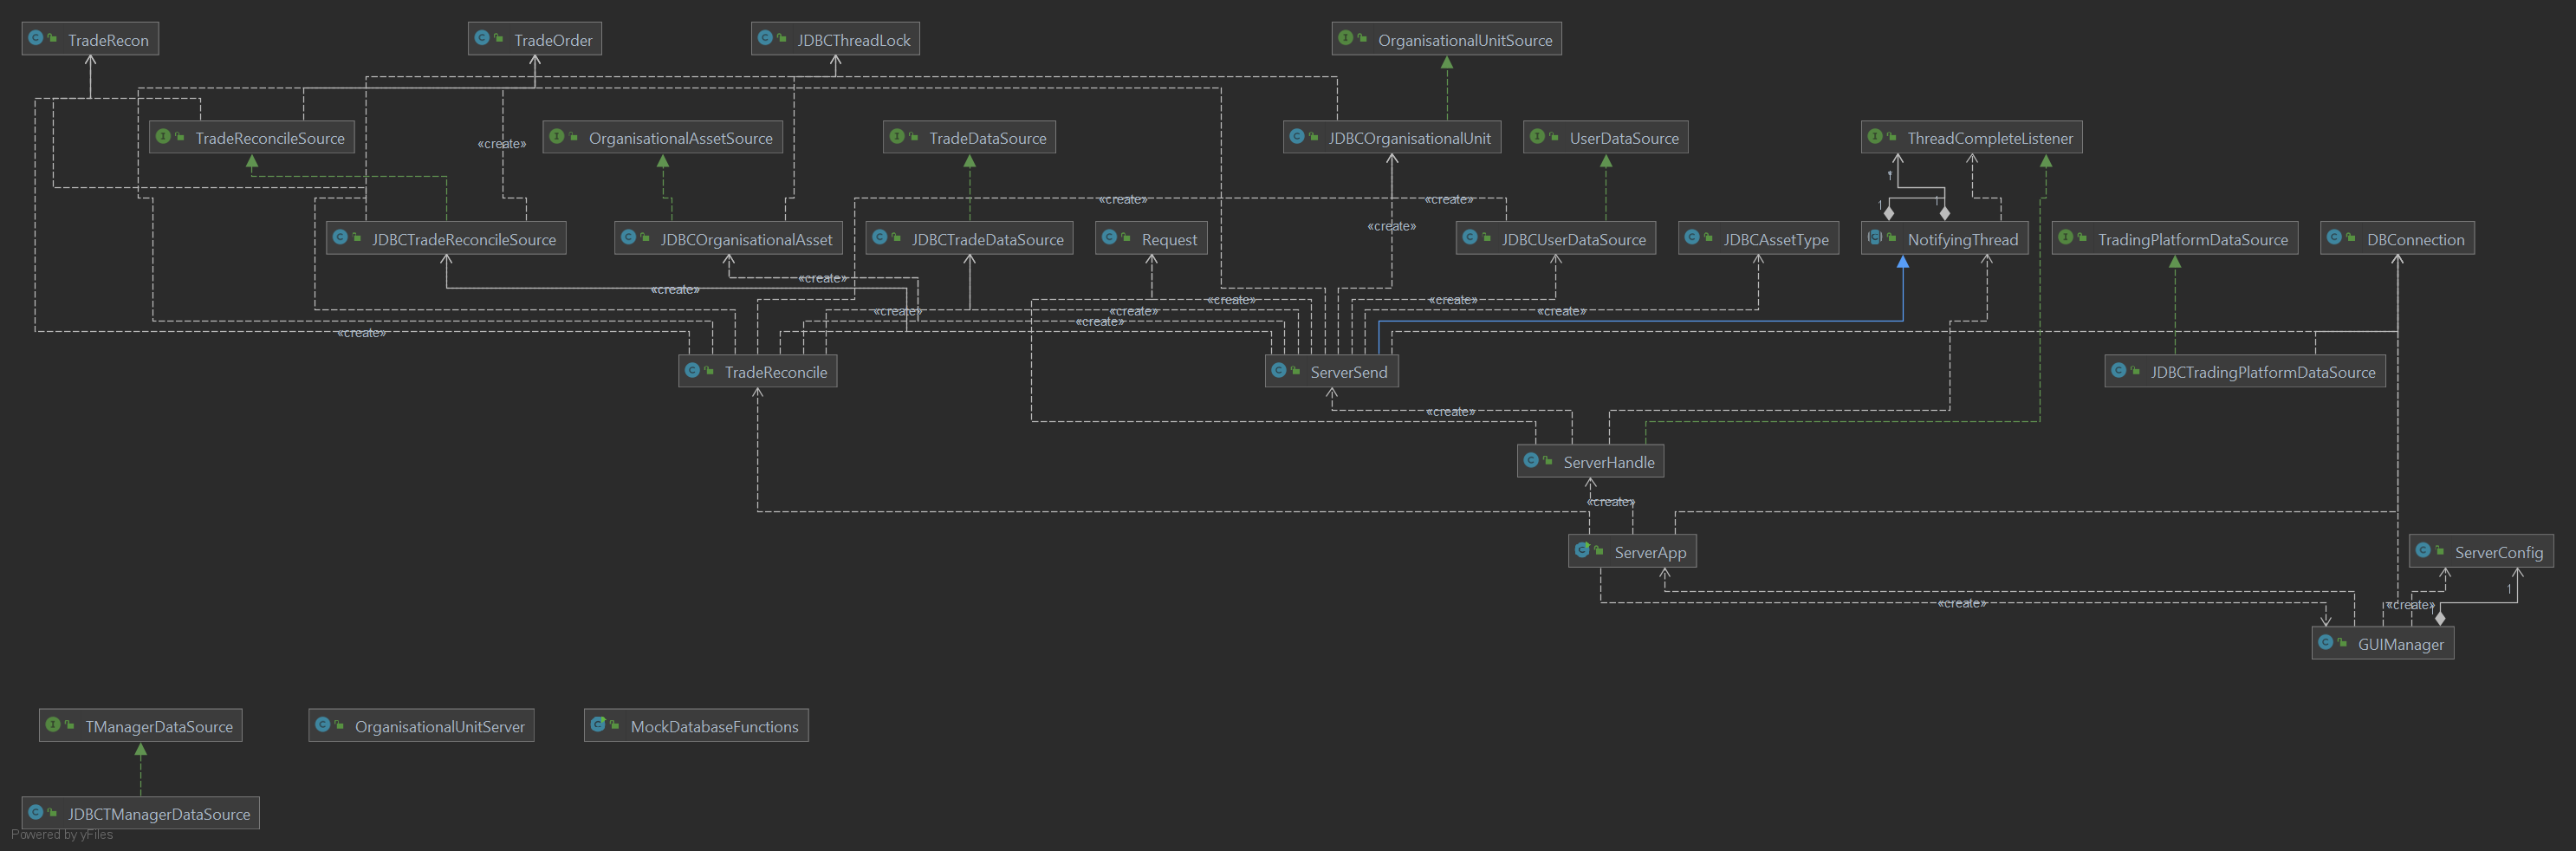 TradeRecon
TradeOrder
JDBCThreadLock
OrganisationalUnitSource
TradeReconcileSource
«create»
OrganisationalAssetSource
TradeDataSource
JDBCOrganisationalUnit
UserDataSource
ThreadCompleteListener
*
«create»
«create»
1
1
«create»
JDBCTradeReconcileSource
JDBCOrganisationalAsset
JDBCTradeDataSource
Request
JDBCUserDataSource
JDBCAssetType
NotifyingThread
TradingPlatformDataSource
DBConnection
«create»
«create»
«create»
«create»
«create»
«create»
«create»
«create»
«create»
TradeReconcile
ServerSend
JDBCTradingPlatformDataSource
«create»
ServerHandle
«create»
ServerApp
ServerConfig
1
«create»
«create»
1
GUIManager
TManagerDataSource
OrganisationalUnitServer
MockDatabaseFunctions
JDBCTManagerDataSource
Powered by yFiles